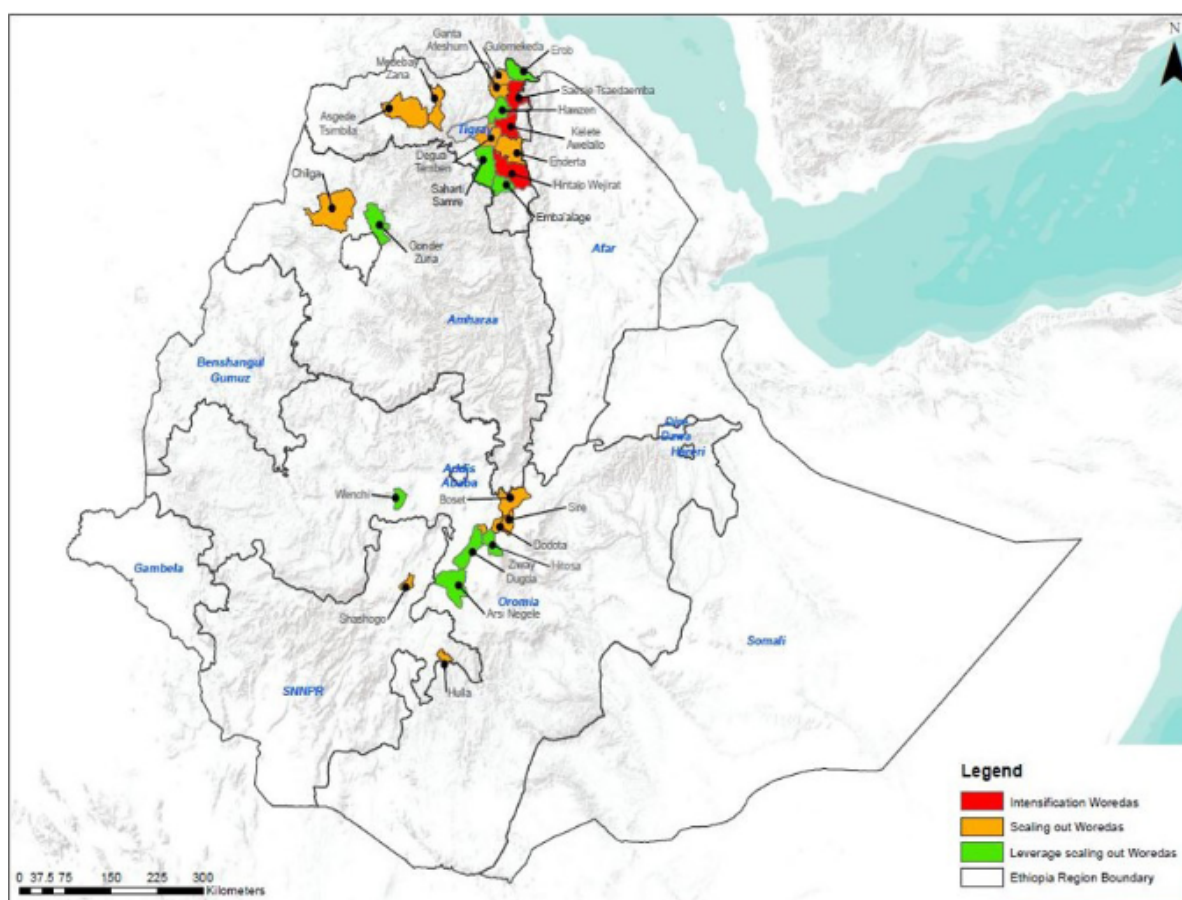 N
Ganta
Afeshum
Gulomekeda
Erob
Medebay
Zana
Saesie Tsaedaemba
Hawzen
Asgede
Tsimbila
Tigray
Kelete
Awelallo
Degua
Temben
Enderta
Chilga
Hintalo Wejirat
Saharti
Samre
Emba'alage
Gonder
Zuria
Afar
Amharaa
Benshangul
Gumuz
Dire
Dawa
Hareri
Addis
Ababa
Wenchi
Boset
Sire
Dodota
Gambela
Ziway
Dugda
Hitosa
Shashogo
Oromia
Arsi Negele
Somali
SNNPR
Hulla
Legend
Intensification Woredas
Scaling out Woredas
Leverage scaling out Woredas
Ethiopia Region Boundary
0 37.5 75 150 225 300
Kilometers